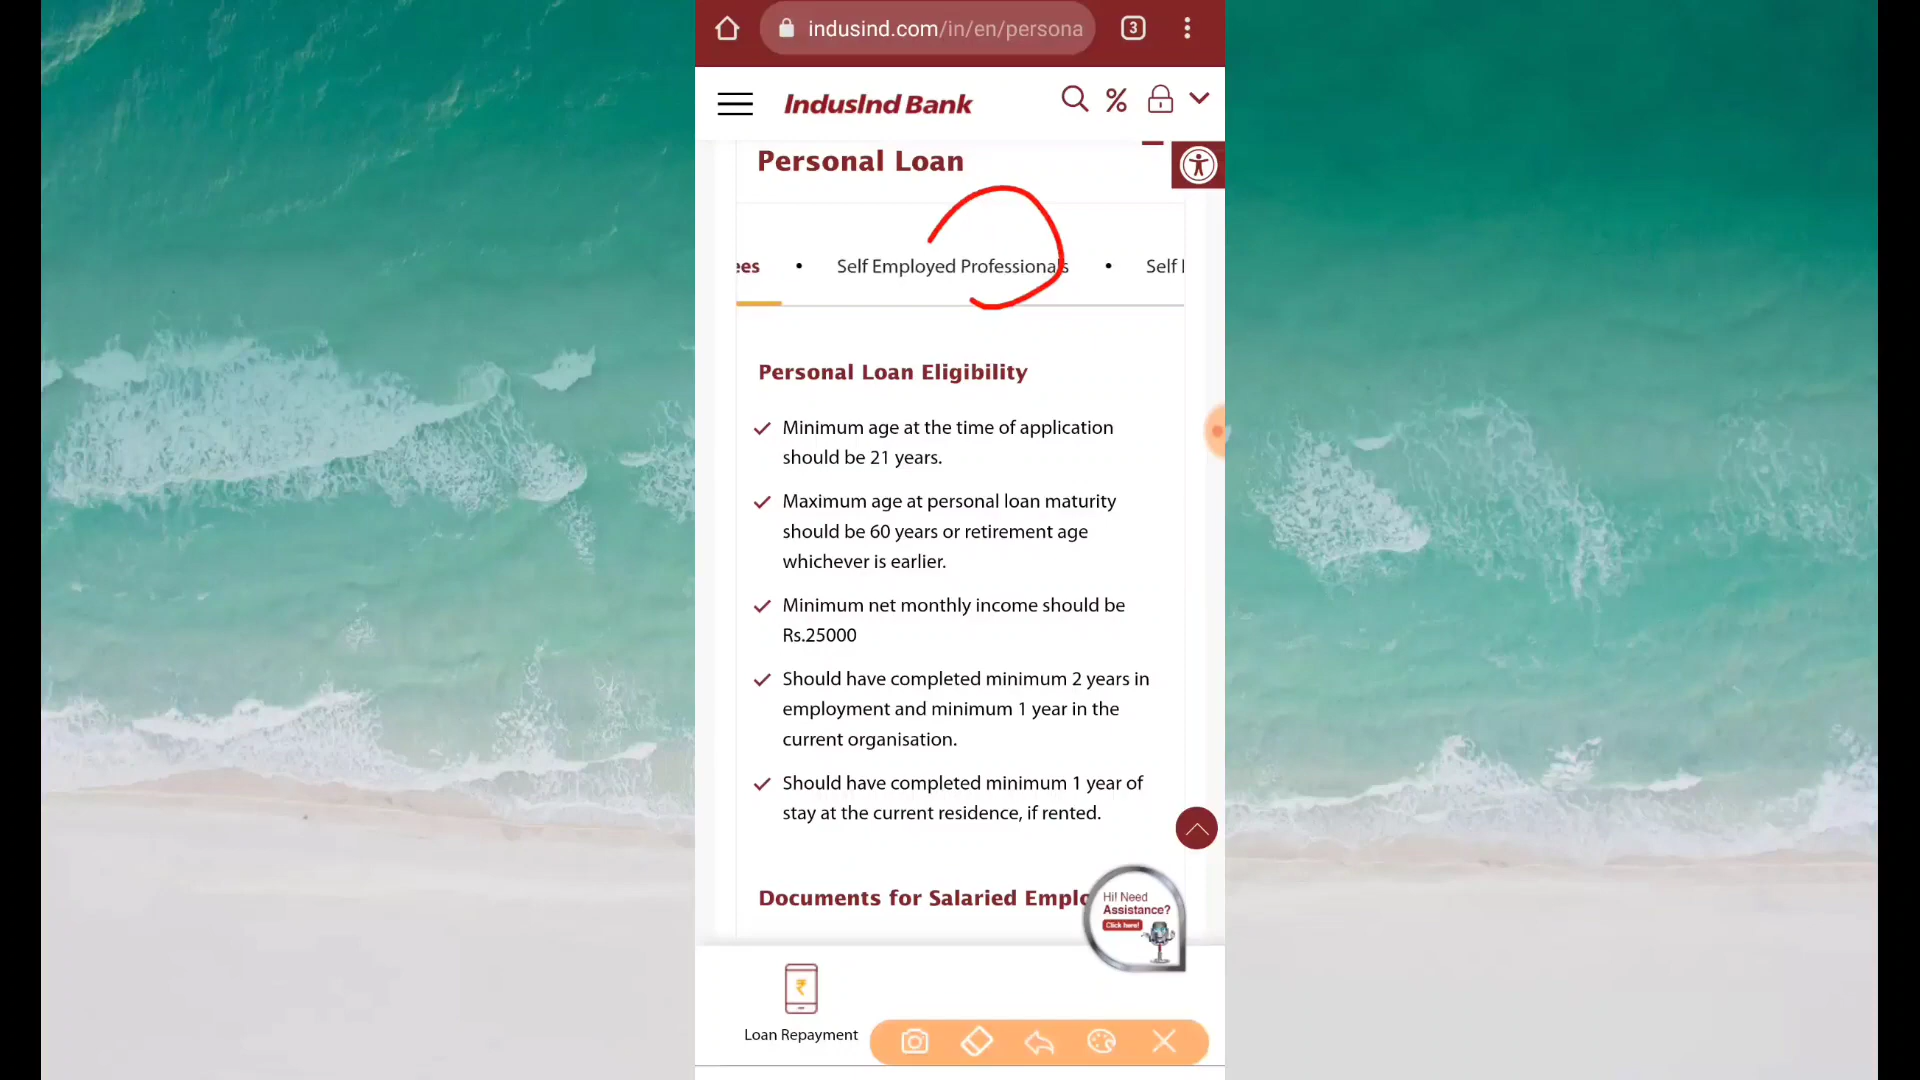 indusind.com/in/en/persona
3
IndusInd Bank
%
Personal Loan
ees • Self Employed Professionals • Self
Personal Loan Eligibility
Minimum age at the time of application
should be 21 years.
Maximum age at personal loan maturity
should be 60 years or retirement age
whichever is earlier.
Minimum net monthly income should be
Rs.25000
Should have completed minimum 2 years in
employment and minimum 1 year in the
current organisation.
Should have completed minimum 1 year of
stay at the current residence, if rented.
Documents for Salaried Emplo
Hi! Need
Assistance?
Click here!
₹
Loan Repayment